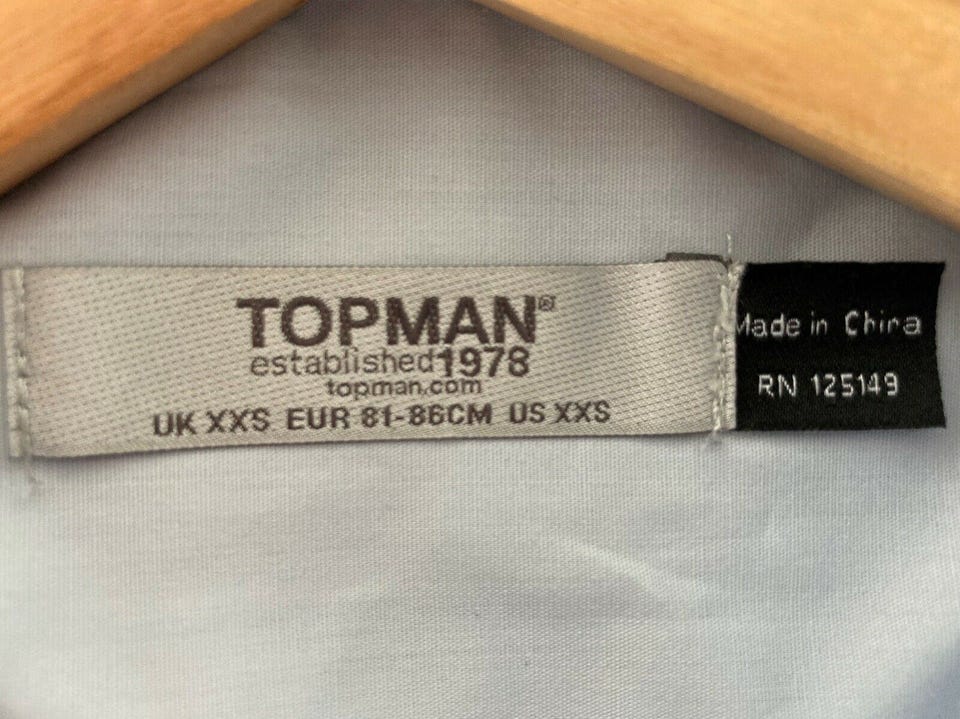 TOPMAN®
established1978
topman.com
UK XXS EUR 81-86CM US XXS
Made in China
RN 125149